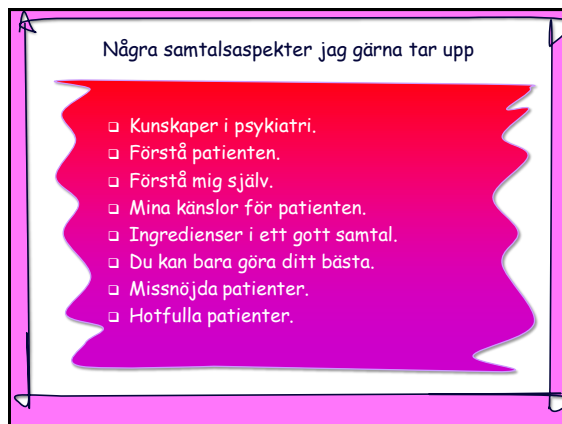 Några samtalsaspekter jag gärna tar upp
❑ Kunskaper i psykiatri.
❑ Förstå patienten.
❑ Förstå mig själv.
❑ Mina känslor för patienten.
❑ Ingredienser i ett gott samtal.
❑ Du kan bara göra ditt bästa.
❑ Missnöjda patienter.
❑ Hotfulla patienter.